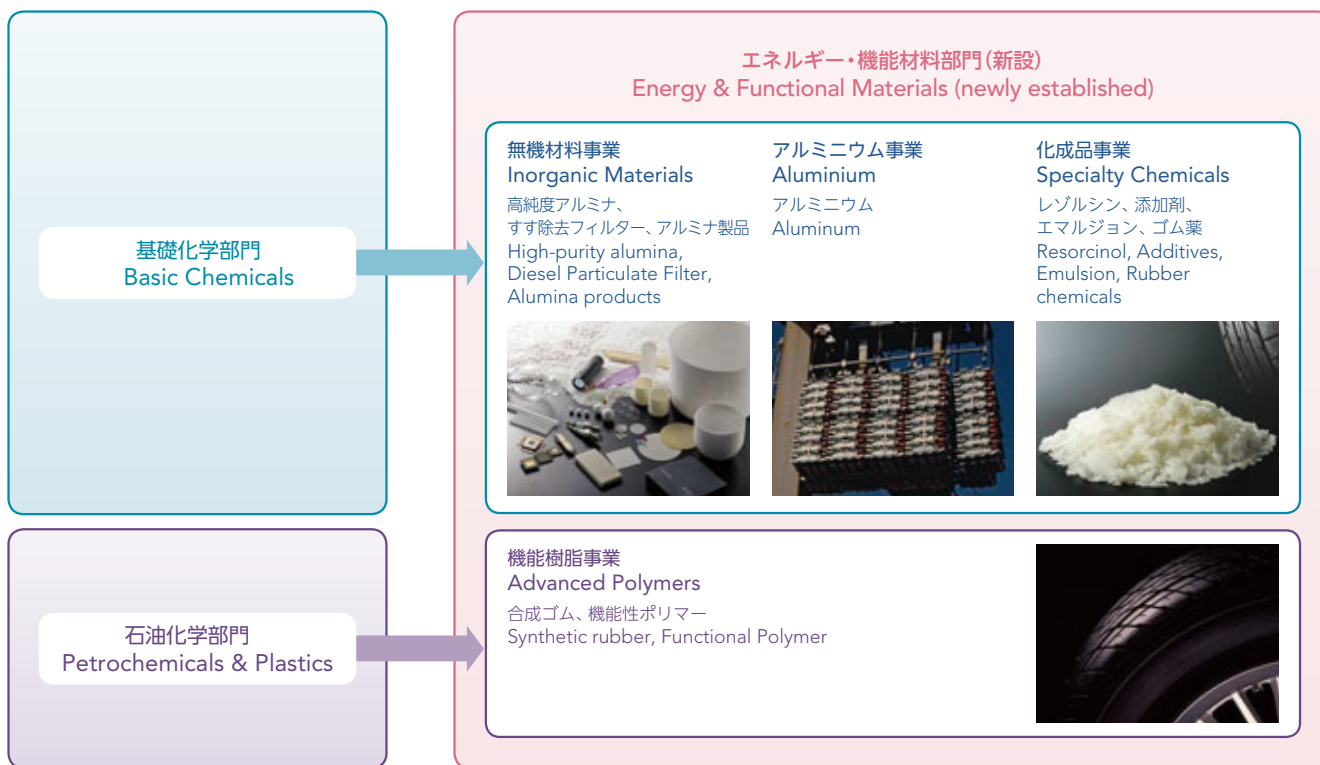 エネルギー・機能材料部門(新設)
Energy & Functional Materials (newly established)
基礎化学部門
Basic Chemicals
無機材料事業
Inorganic Materials
高純度アルミナ、
すす除去フィルター、アルミナ製品
High-purity alumina,
Diesel Particulate Filter,
Alumina products
アルミニウム事業
Aluminium
アルミニウム
Aluminum
化成品事業
Specialty Chemicals
レゾルシン、添加剤、
エマルジョン、ゴム薬
Resorcinol, Additives,
Emulsion, Rubber
chemicals
石油化学部門
Petrochemicals & Plastics
機能樹脂事業
Advanced Polymers
合成ゴム、機能性ポリマー
Synthetic rubber, Functional Polymer